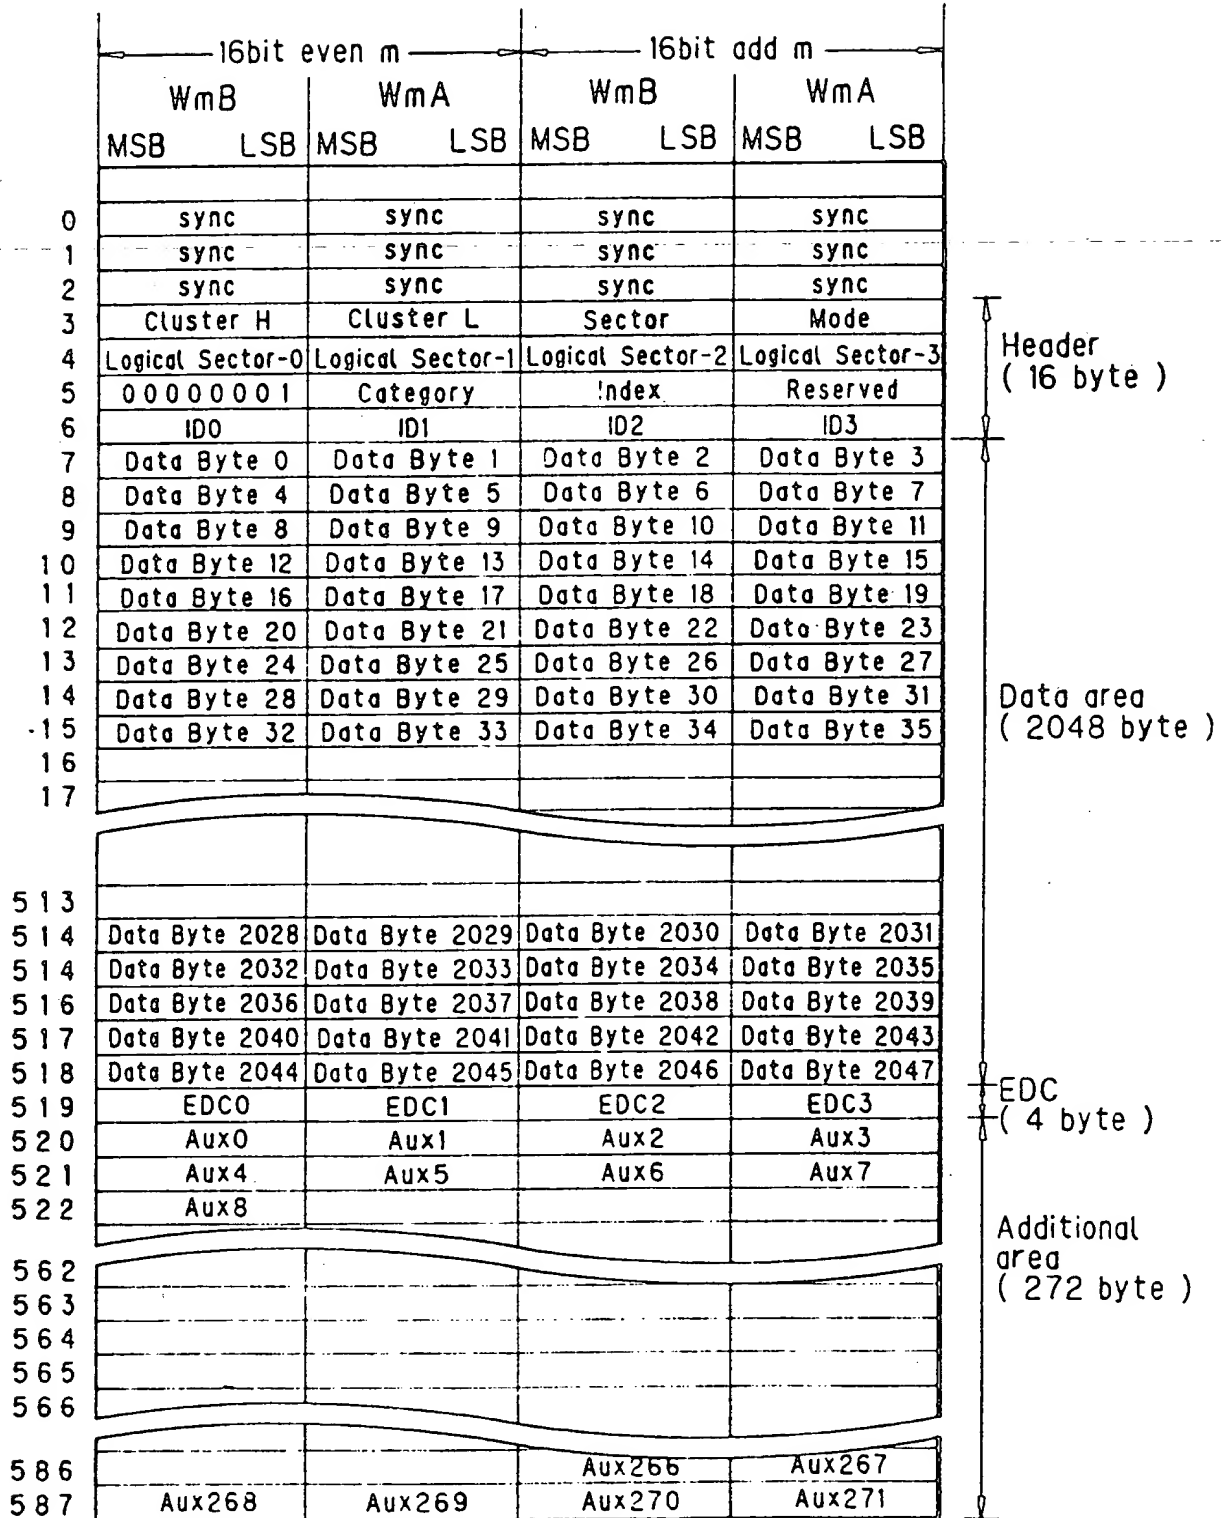 16bit even m 16bit add m
WmB WmA WmB WmA
MSB LSB MSB LSB MSB LSB MSB LSB
0 sync sync sync sync
1 sync sync sync sync
2 sync sync sync sync
3 Cluster H Cluster L Sector Mode
4 Logical Sector-0 Logical Sector-1 Logical Sector-2 Logical Sector-3
Header
( 16 byte )
5 00000001 Category Index Reserved
6 ID0 ID1 ID2 ID3
7 Data Byte 0 Data Byte 1 Data Byte 2 Data Byte 3
8 Data Byte 4 Data Byte 5 Data Byte 6 Data Byte 7
9 Data Byte 8 Data Byte 9 Data Byte 10 Data Byte 11
10 Data Byte 12 Data Byte 13 Data Byte 14 Data Byte 15
11 Data Byte 16 Data Byte 17 Data Byte 18 Data Byte 19
12 Data Byte 20 Data Byte 21 Data Byte 22 Data Byte 23
13 Data Byte 24 Data Byte 25 Data Byte 26 Data Byte 27
14 Data Byte 28 Data Byte 29 Data Byte 30 Data Byte 31
Data area
( 2048 byte )
15 Data Byte 32 Data Byte 33 Data Byte 34 Data Byte 35
16
17
513
514 Data Byte 2028 Data Byte 2029 Data Byte 2030 Data Byte 2031
514 Data Byte 2032 Data Byte 2033 Data Byte 2034 Data Byte 2035
516 Data Byte 2036 Data Byte 2037 Data Byte 2038 Data Byte 2039
517 Data Byte 2040 Data Byte 2041 Data Byte 2042 Data Byte 2043
518 Data Byte 2044 Data Byte 2045 Data Byte 2046 Data Byte 2047
519 EDC0 EDC1 EDC2 EDC3
EDC
( 4 byte )
520 Aux0 Aux1 Aux2 Aux3
521 Aux4 Aux5 Aux6 Aux7
522 Aux8
Additional
area
( 272 byte )
562
563
564
565
566
586 Aux266 Aux267
587 Aux268 Aux269 Aux270 Aux271